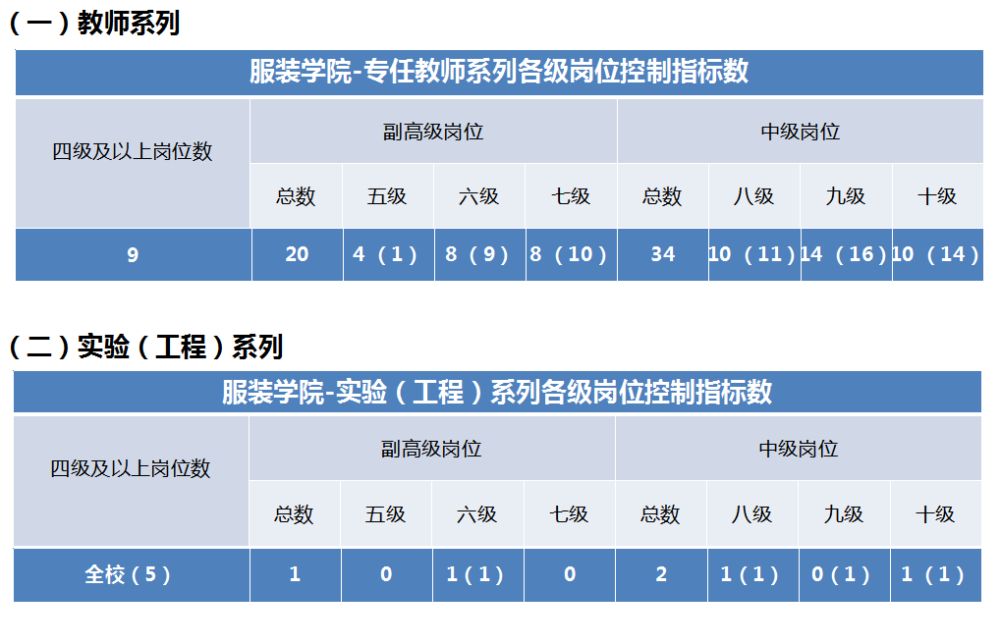 （一）教师系列
服装学院-专任教师系列各级岗位控制指标数
四级及以上岗位数 副高级岗位 中级岗位
总数 五级 六级 七级 总数 八级 九级 十级
9 20 4（1） 8（9） 8（10） 34 10（11） 14（16） 10（14）
（二）实验（工程）系列
服装学院-实验（工程）系列各级岗位控制指标数
四级及以上岗位数 副高级岗位 中级岗位
总数 五级 六级 七级 总数 八级 九级 十级
全校（5） 1 0 1（1） 0 2 1（1） 0（1） 1（1）